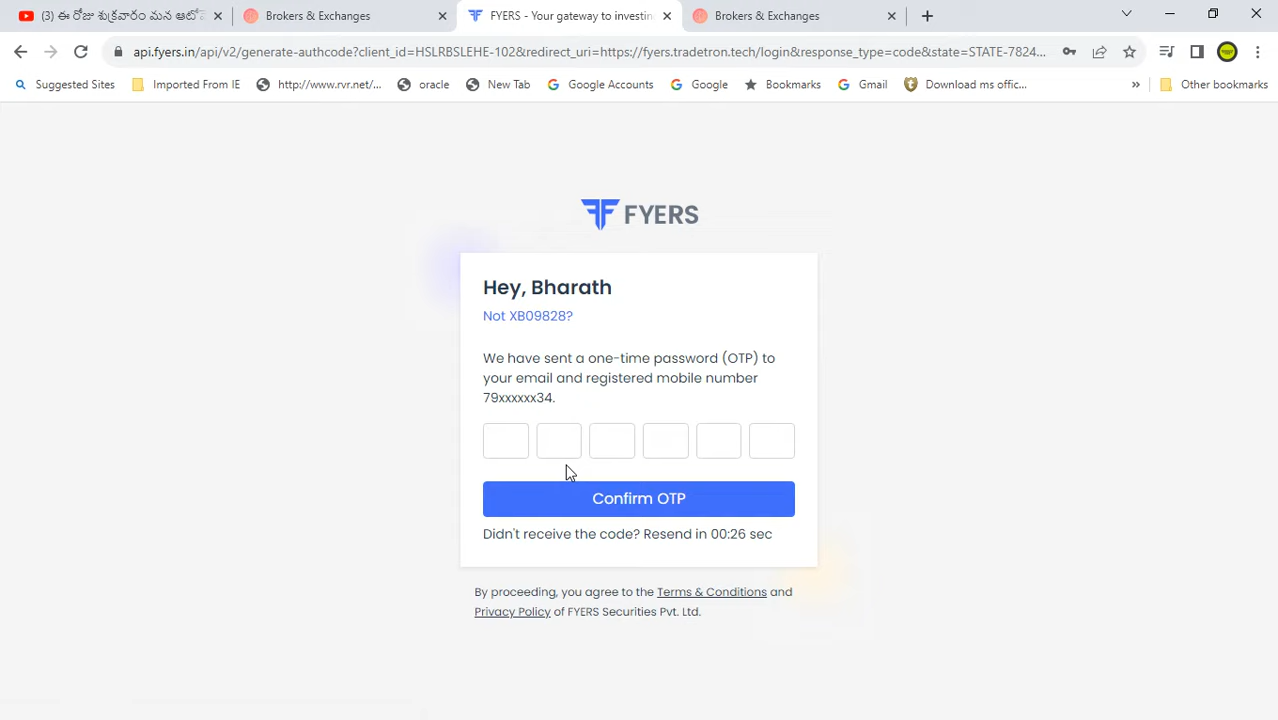 (3) ఈ రోజు శుక్రవారం మన ఆటో
Brokers & Exchanges
FYERS - Your gateway to investin
Brokers & Exchanges
api.fyers.in/api/v2/generate-authcode?client_id=HSLRBSLEHE-102&redirect_uri=https://fyers.tradetron.tech/login&response_type=code&state=STATE-7824...
Suggested Sites
Imported From IE
http://www.rvr.net/...
oracle
New Tab
Google Accounts
Google
Bookmarks
Gmail
Download ms offic...
»
Other bookmarks
FYERS
Hey, Bharath
Not XB09828?
We have sent a one-time password (OTP) to
your email and registered mobile number
79xxxxxx34.
Confirm OTP
Didn't receive the code? Resend in 00:26 sec
By proceeding, you agree to the Terms & Conditions and
Privacy Policy of FYERS Securities Pvt. Ltd.